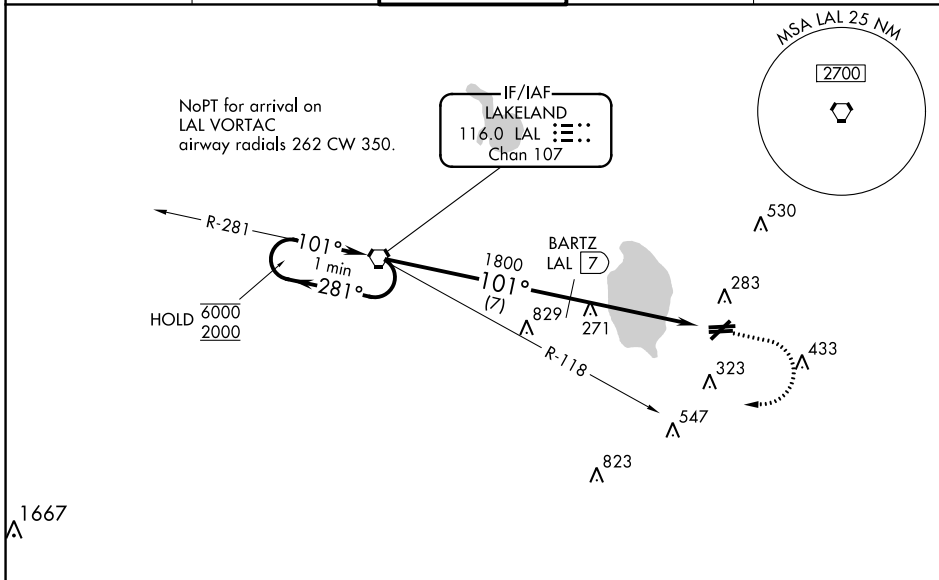 MSA LAL 25 NM
2700
NoPT for arrival on
LAL VORTAC
airway radials 262 CW 350.
IF/IAF
LAKELAND
116.0 LAL
Chan 107
530
R-281
101°
1 min
281°
HOLD 6000
2000
1800
101°
(7)
BARTZ
LAL 7
829
271
283
R-118
433
323
547
823
1667